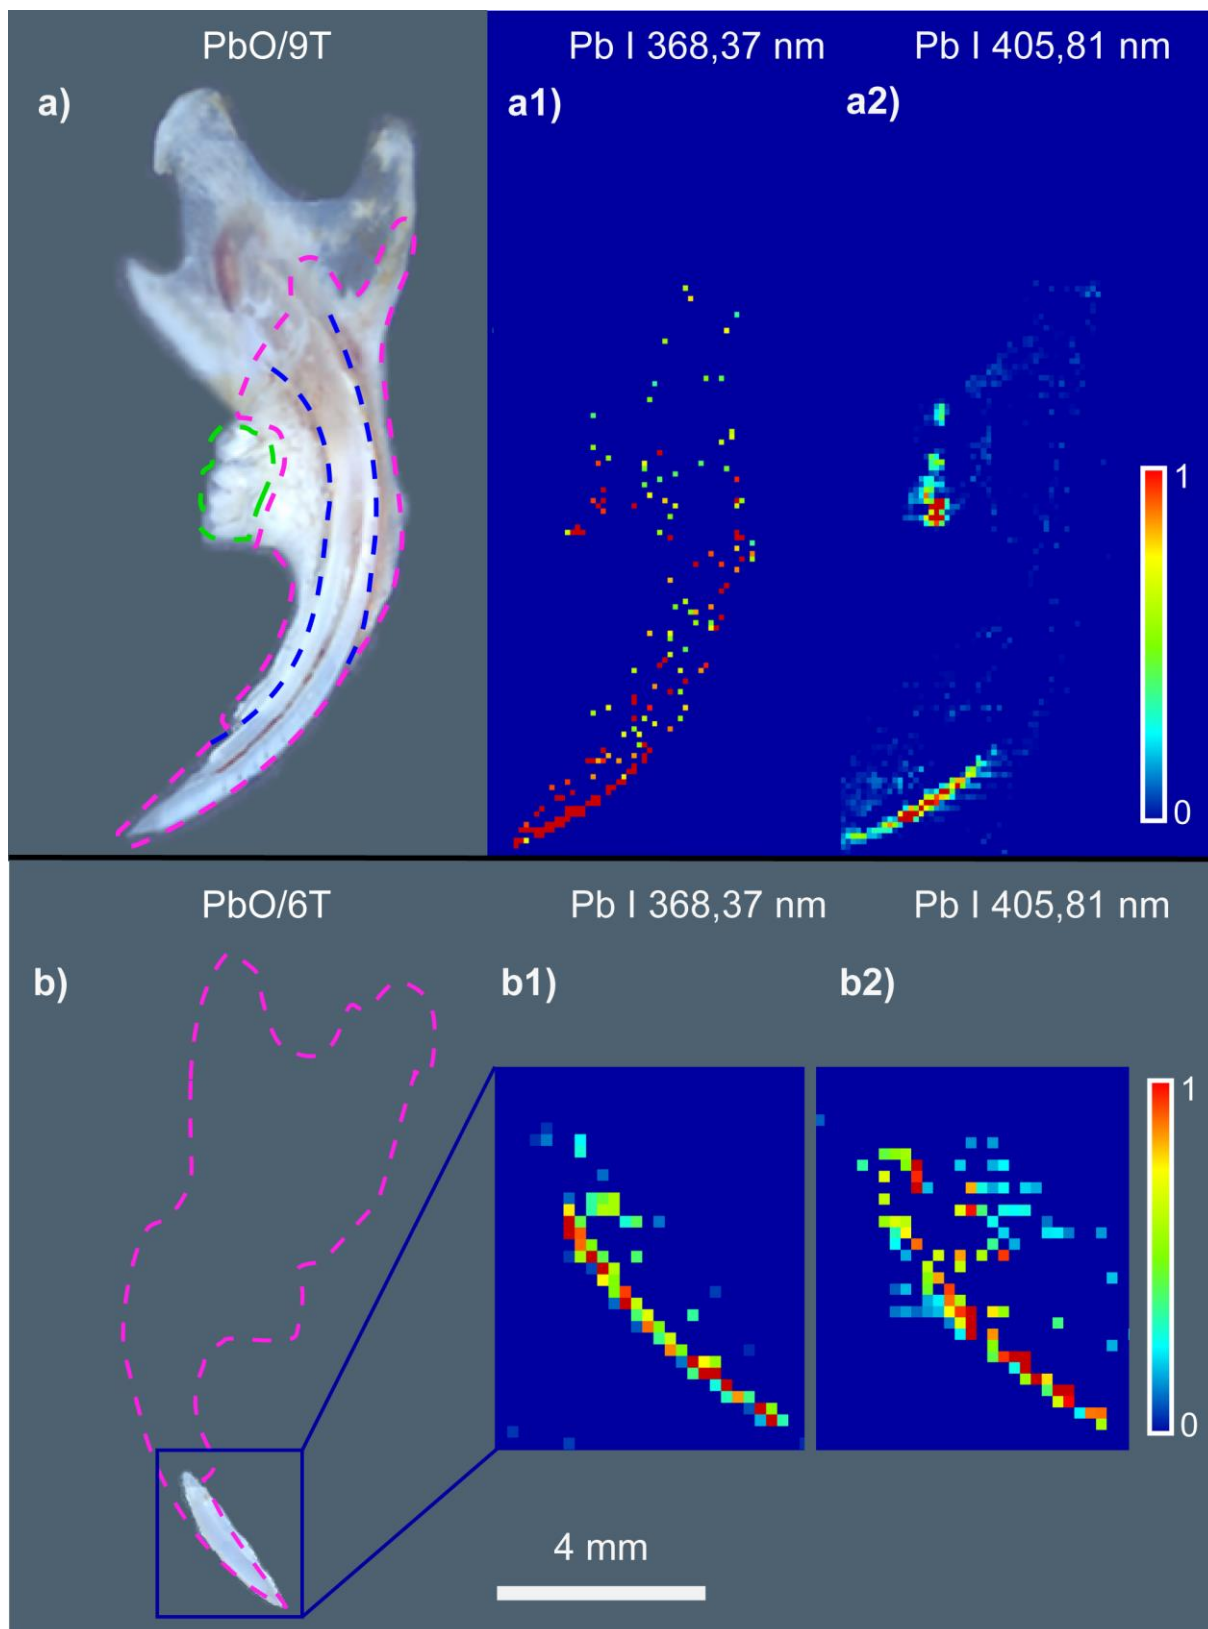 PbO/9T
Pb I 368,37 nm
Pb I 405,81 nm
a)
a1)
a2)
1
0
PbO/6T
Pb I 368,37 nm
Pb I 405,81 nm
b)
b1)
b2)
1
0
4 mm